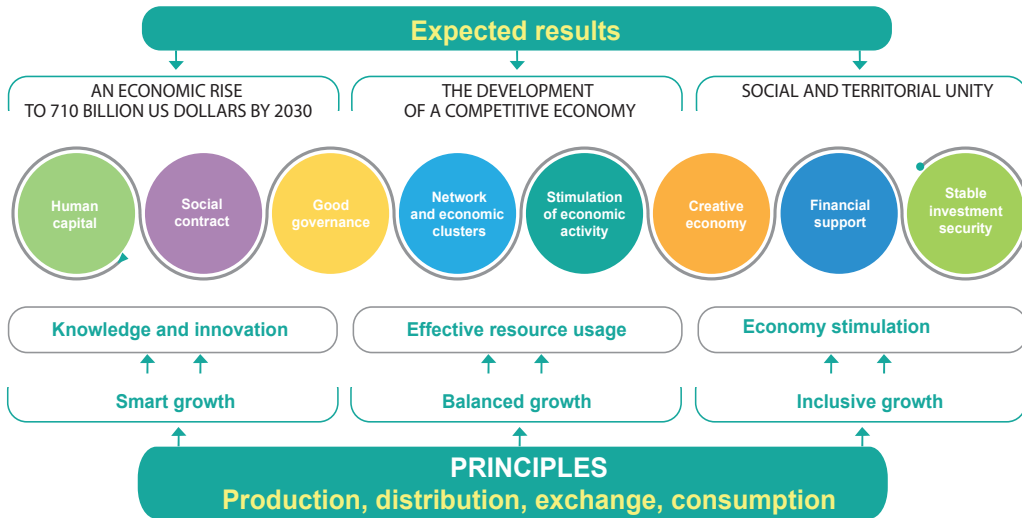 Expected results
AN ECONOMIC RISE
TO 710 BILLION US DOLLARS BY 2030
THE DEVELOPMENT
OF A COMPETITIVE ECONOMY
SOCIAL AND TERRITORIAL UNITY
Human
capital
Social
contract
Good
governance
Network
and economic
clusters
Stimulation
of economic
activity
Creative
economy
Financial
support
Stable
investment
security
Knowledge and innovation
Effective resource usage
Economy stimulation
Smart growth
Balanced growth
Inclusive growth
PRINCIPLES
Production, distribution, exchange, consumption